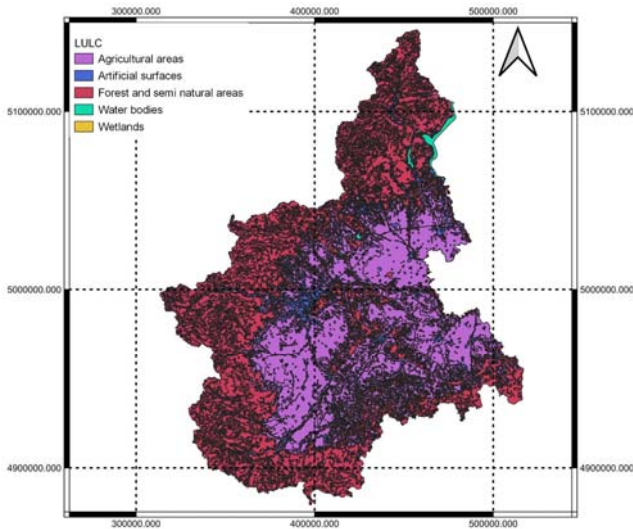 300000.000 400000.000 500000.000
LULC
Agricultural areas
Artificial surfaces
Forest and semi natural areas
Water bodies
Wetlands
5100000.000 5100000.000
5000000.000 5000000.000
4900000.000 4900000.000
300000.000 400000.000 500000.000